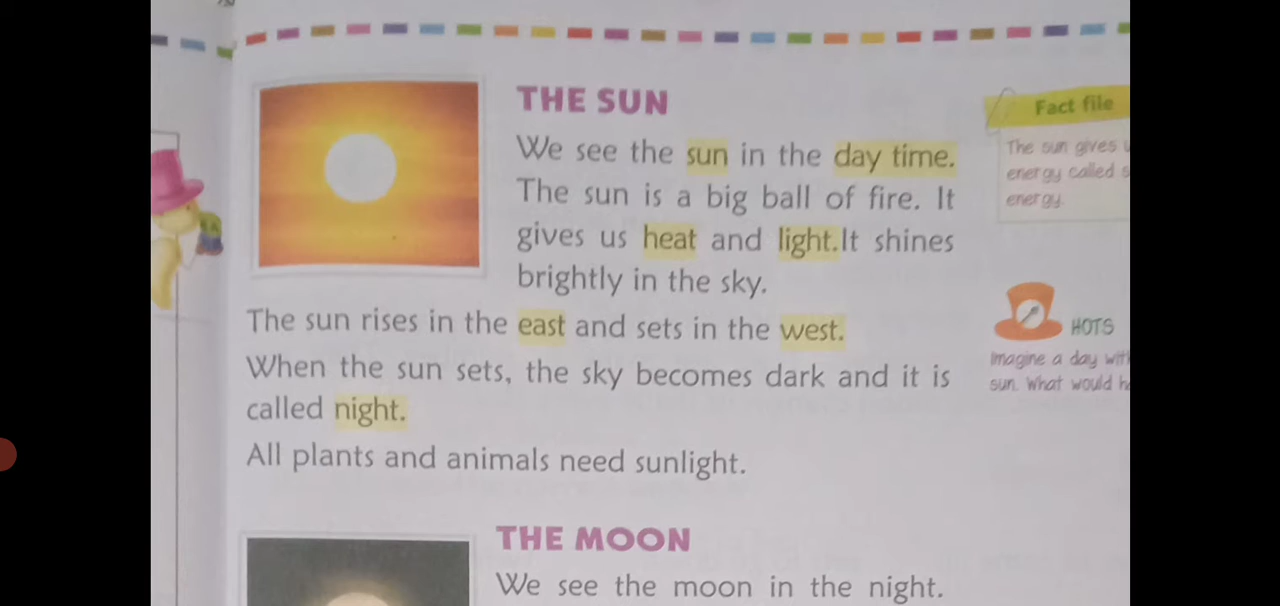 THE SUN
We see the sun in the day time.
The sun is a big ball of fire. It
gives us heat and light.It shines
brightly in the sky.
The sun rises in the east and sets in the west.
When the sun sets, the sky becomes dark and it is
called night.
All plants and animals need sunlight.
THE MOON
We see the moon in the night.
Fact file
The sun gives
energy called
energy.
HOTS
Imagine a day
sun. What would